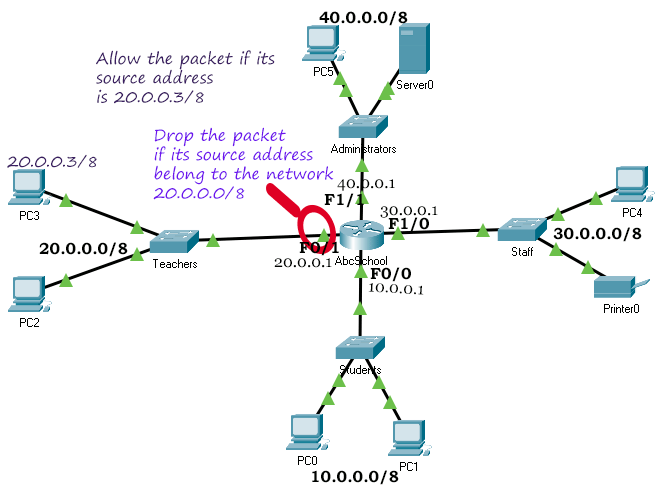 40.0.0.0/8
Allow the packet if its
source address
is 20.0.0.3/8
PC5
Server0
Drop the packet
if its source address
belong to the network
20.0.0.0/8
Administrators
20.0.0.3/8
PC3
40.0.0.1
F1/1
30.0.0.1
F1/0
PC4
20.0.0.0/8
Teachers
F0/1
20.0.0.1
AbcSchool
Staff
30.0.0.0/8
F0/0
10.0.0.1
PC2
Printer0
Students
PC0
PC1
10.0.0.0/8